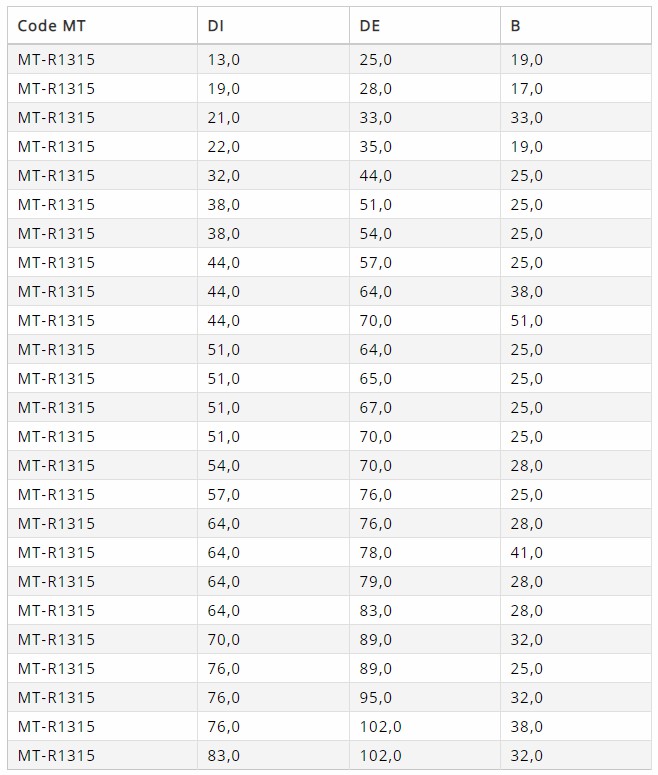 Code MT DI DE B
MT-R1315 13,0 25,0 19,0
MT-R1315 19,0 28,0 17,0
MT-R1315 21,0 33,0 33,0
MT-R1315 22,0 35,0 19,0
MT-R1315 32,0 44,0 25,0
MT-R1315 38,0 51,0 25,0
MT-R1315 38,0 54,0 25,0
MT-R1315 44,0 57,0 25,0
MT-R1315 44,0 64,0 38,0
MT-R1315 44,0 70,0 51,0
MT-R1315 51,0 64,0 25,0
MT-R1315 51,0 65,0 25,0
MT-R1315 51,0 67,0 25,0
MT-R1315 51,0 70,0 25,0
MT-R1315 54,0 70,0 28,0
MT-R1315 57,0 76,0 25,0
MT-R1315 64,0 76,0 28,0
MT-R1315 64,0 78,0 41,0
MT-R1315 64,0 79,0 28,0
MT-R1315 64,0 83,0 28,0
MT-R1315 70,0 89,0 32,0
MT-R1315 76,0 89,0 25,0
MT-R1315 76,0 95,0 32,0
MT-R1315 76,0 102,0 38,0
MT-R1315 83,0 102,0 32,0